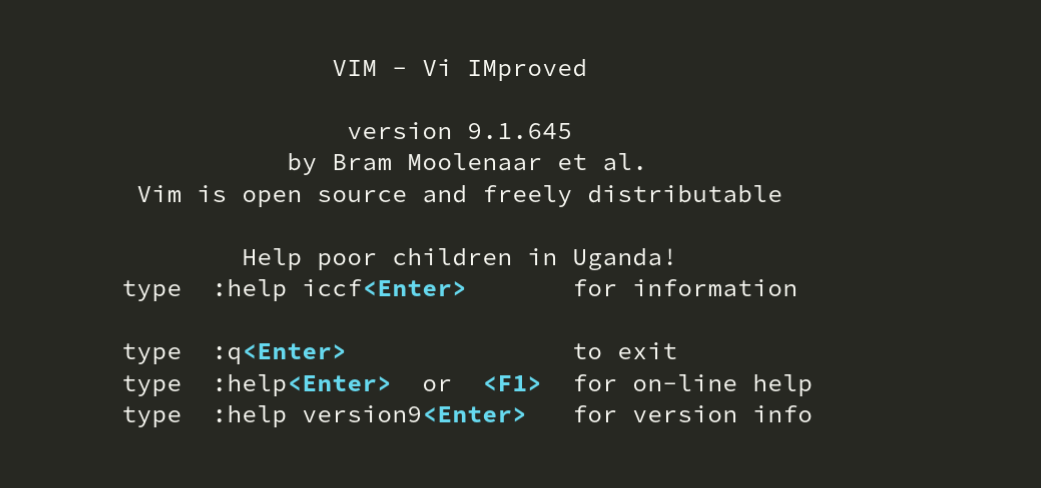 VIM - Vi IMproved
version 9.1.645
by Bram Moolenaar et al.
Vim is open source and freely distributable
Help poor children in Uganda!
type  :help iccf<Enter>       for information
type  :q<Enter>               to exit
type  :help<Enter>  or  <F1>  for on-line help
type  :help version9<Enter>   for version info